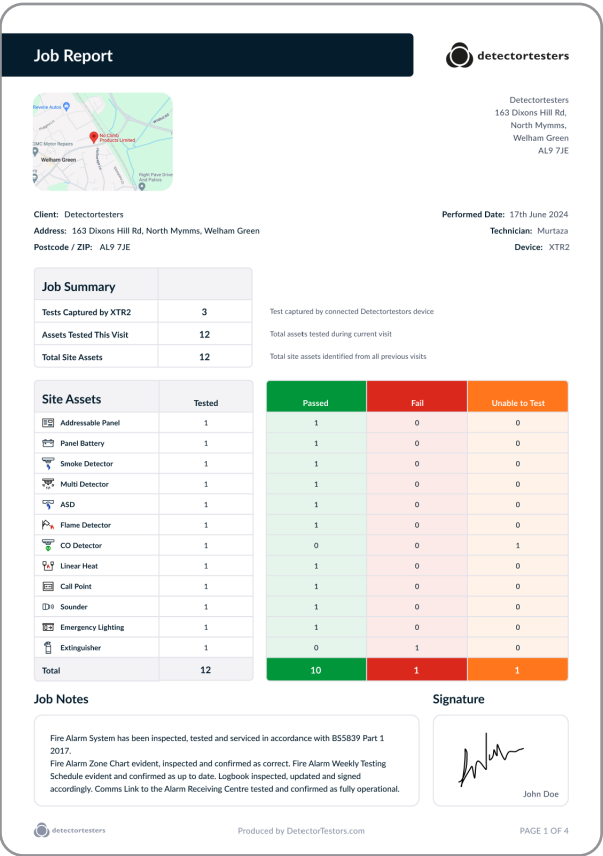 Job Report
detectortesters
Reverie Autos
No Climb
Products Limited
GMC Motor Repairs
Welham Green
Right Pave Drive
And Patios
Detectortesters
163 Dixons Hill Rd,
North Mymms,
Welham Green
AL9 7JE
Client: Detectortesters
Address: 163 Dixons Hill Rd, North Mymms, Welham Green
Postcode / ZIP: AL9 7JE
Performed Date: 17th June 2024
Technician: Murtaza
Device: XTR2
Job Summary
Tests Captured by XTR2 3 Test captured by connected Detectortestors device
Assets Tested This Visit 12 Total assets tested during current visit
Total Site Assets 12 Total site assets identified from all previous visits
Site Assets Tested Passed Fail Unable to Test
Addressable Panel 1 1 0 0
Panel Battery 1 1 0 0
Smoke Detector 1 1 0 0
Multi Detector 1 1 0 0
ASD 1 1 0 0
Flame Detector 1 1 0 0
CO Detector 1 0 0 1
Linear Heat 1 1 0 0
Call Point 1 1 0 0
Sounder 1 1 0 0
Emergency Lighting 1 1 0 0
Extinguisher 1 0 1 0
Total 12 10 1 1
Job Notes
Fire Alarm System has been inspected, tested and serviced in accordance with BS5839 Part 1
2017.
Fire Alarm Zone Chart evident, inspected and confirmed as correct. Fire Alarm Weekly Testing
Schedule evident and confirmed as up to date. Logbook inspected, updated and signed
accordingly. Comms Link to the Alarm Receiving Centre tested and confirmed as fully operational.
Signature
John Doe
detectortesters
Produced by DetectorTestors.com
PAGE 1 OF 4